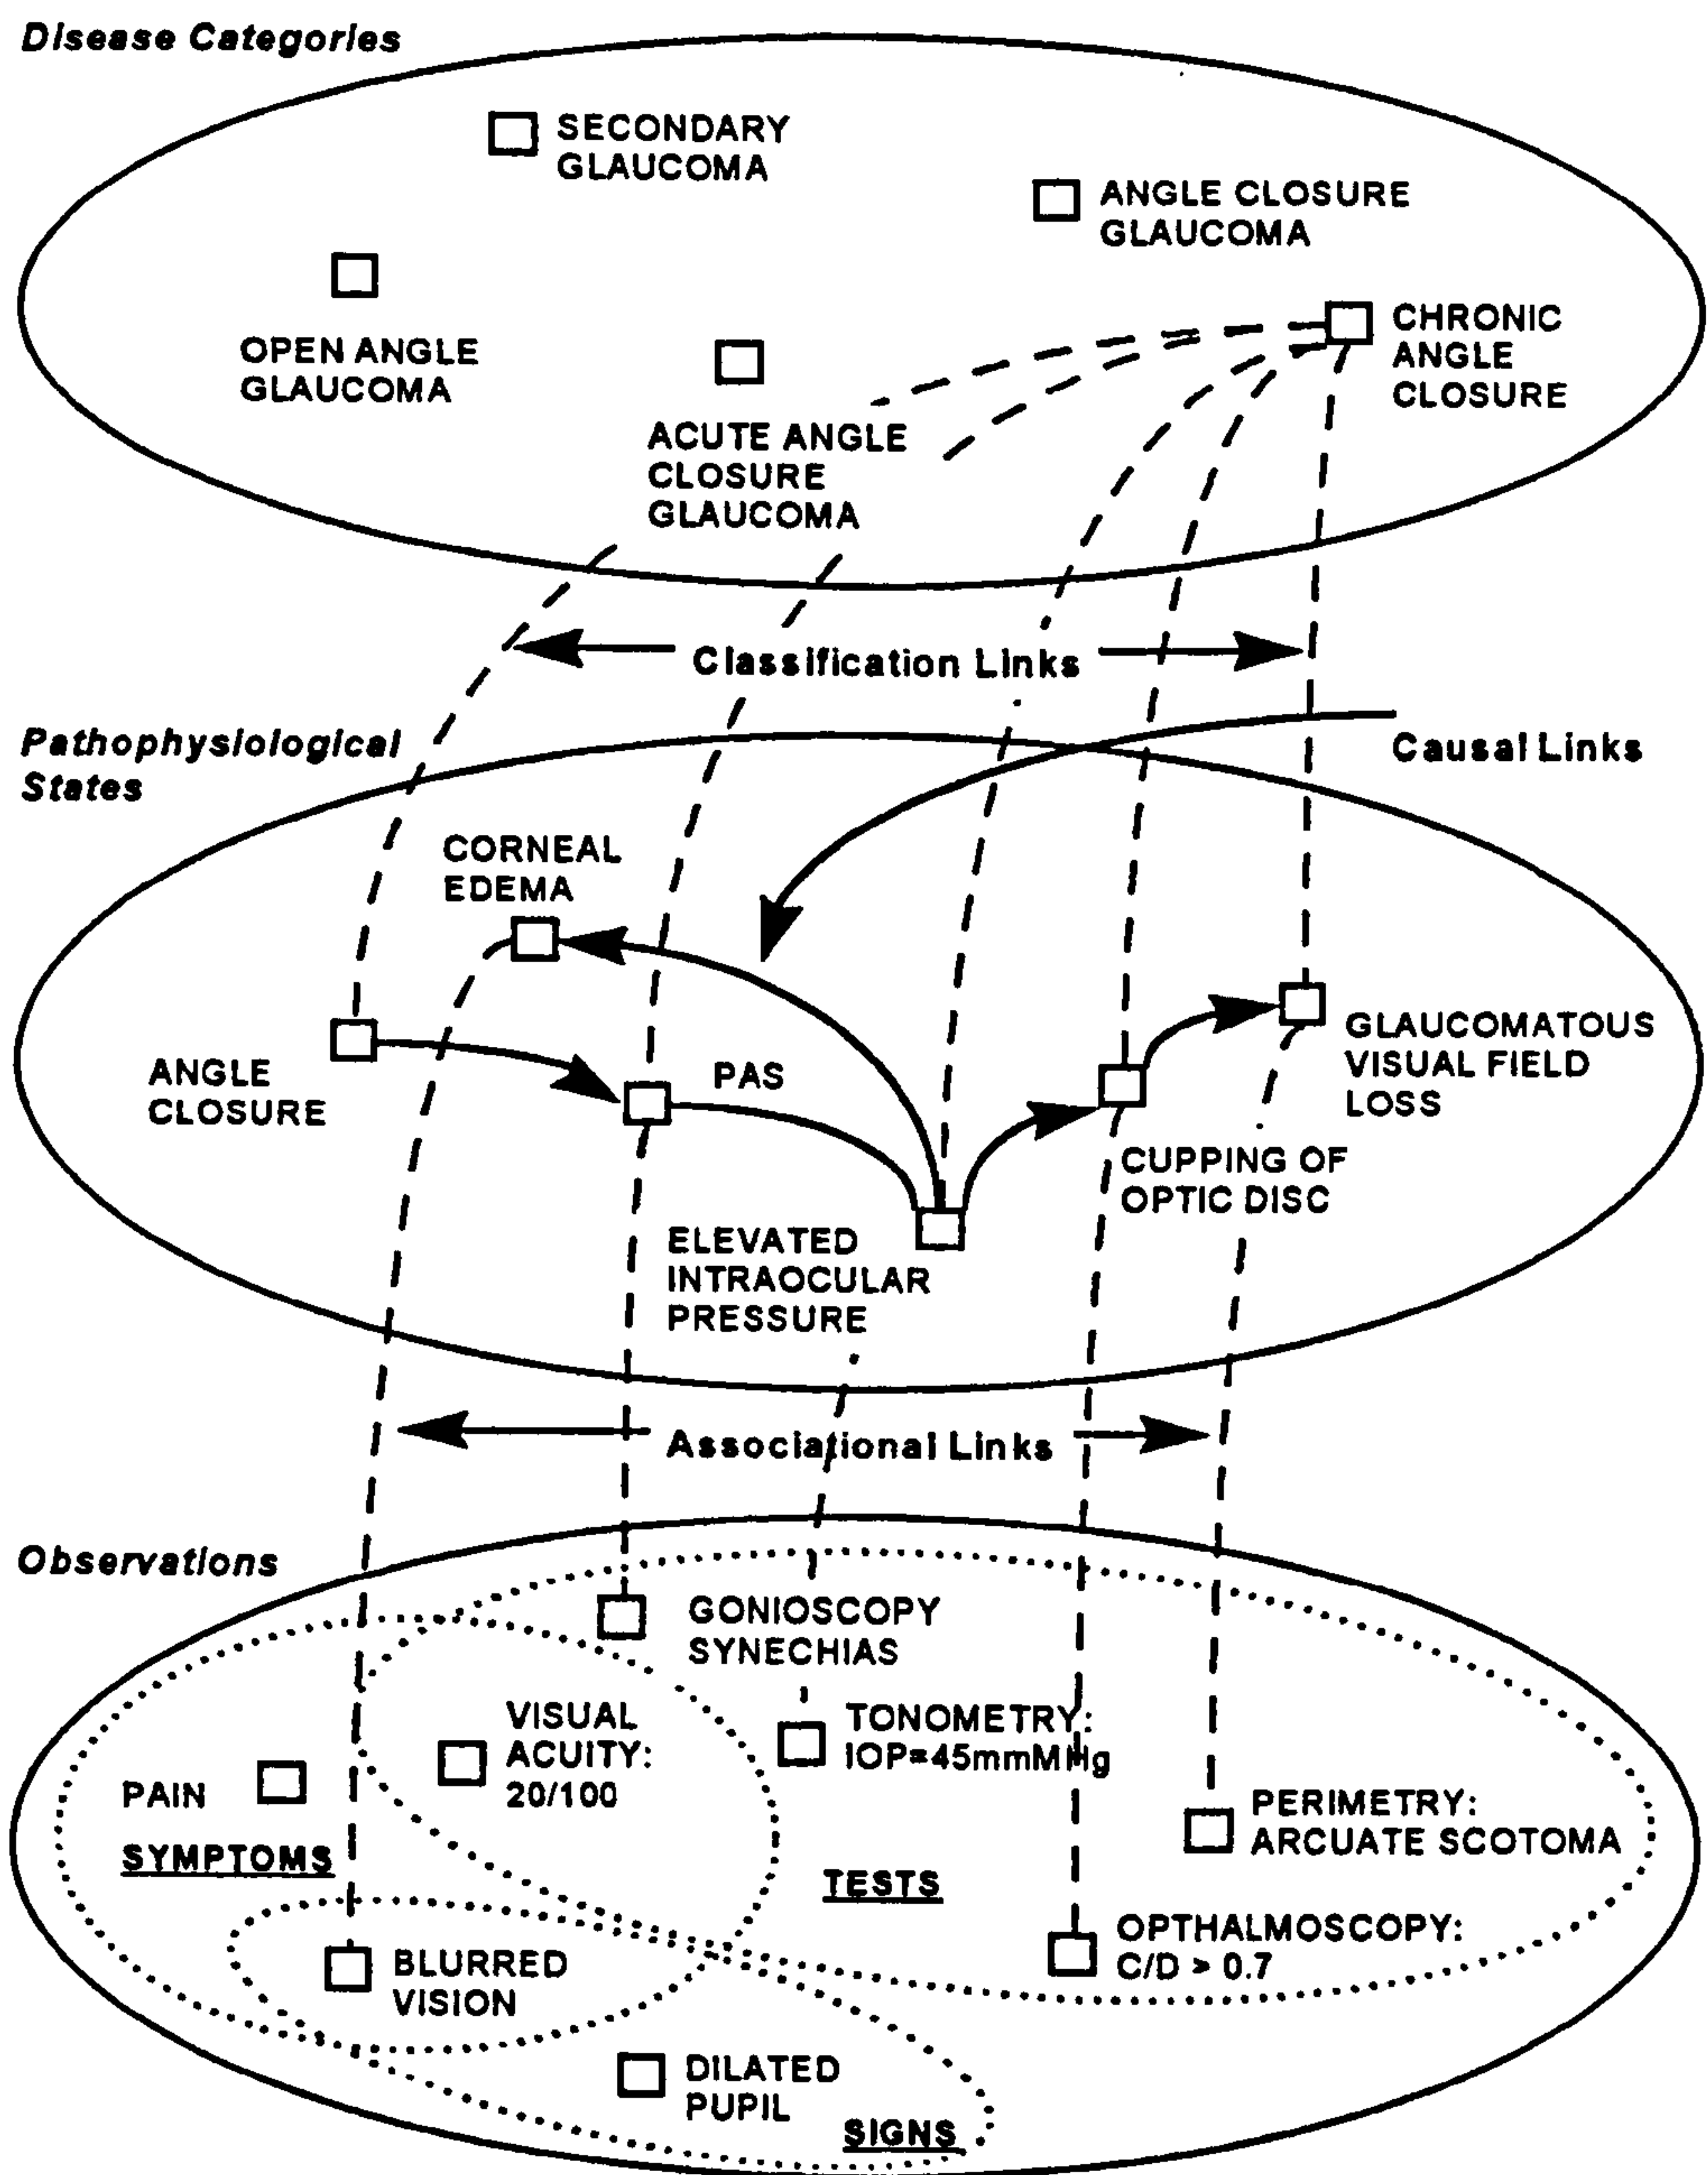 Disease Categories
SECONDARY
GLAUCOMA
ANGLE CLOSURE
GLAUCOMA
OPEN ANGLE
GLAUCOMA
ACUTE ANGLE
CLOSURE
GLAUCOMA
CHRONIC
ANGLE
CLOSURE
Classification Links
Pathophysiological
States
Causal Links
CORNEAL
EDEMA
ANGLE
CLOSURE
PAS
GLAUCOMATOUS
VISUAL FIELD
LOSS
CUPPING OF
OPTIC DISC
ELEVATED
INTRAOCULAR
PRESSURE
Associational Links
Observations
GONIOSCOPY
SYNECHIAS
VISUAL
ACUITY:
20/100
TONOMETRY:
IOP=45mmMHg
PAIN
SYMPTOMS
PERIMETRY:
ARCUATE SCOTOMA
TESTS
OPTHALMOSCOPY:
C/D > 0.7
BLURRED
VISION
DILATED
PUPIL
SIGNS